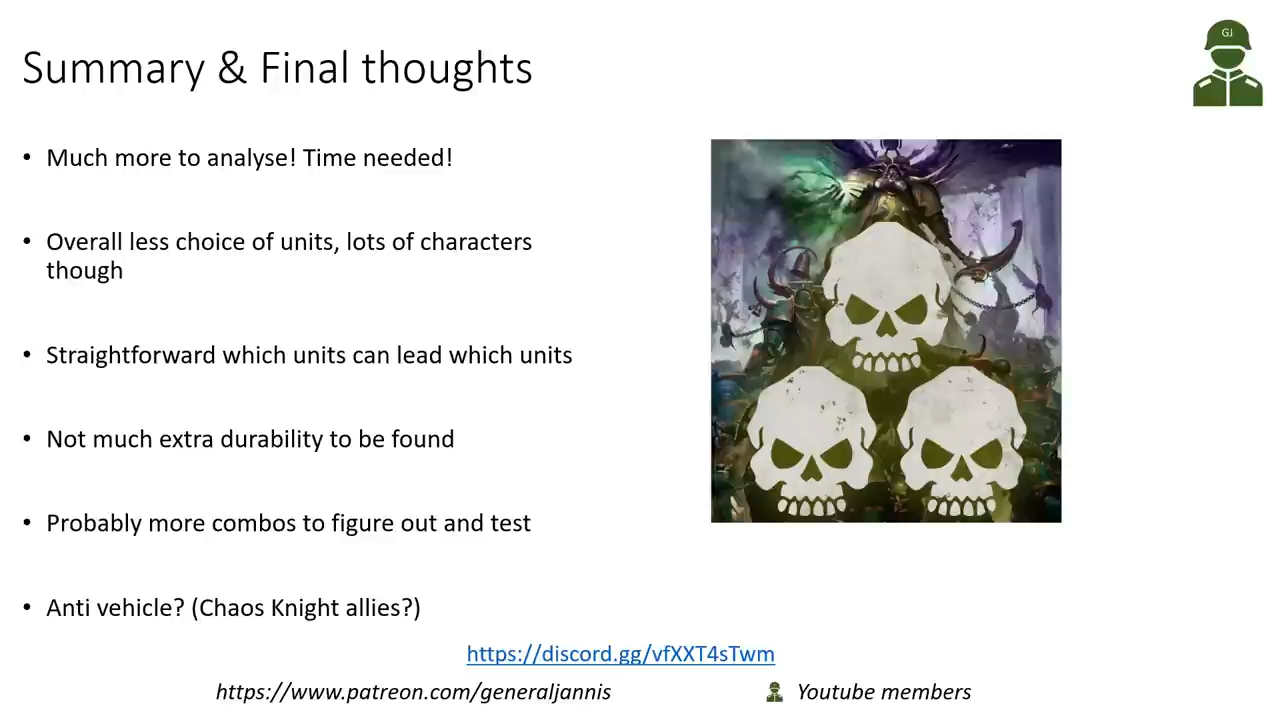 GJ
Summary & Final thoughts
• Much more to analyse! Time needed!
• Overall less choice of units, lots of characters
though
• Straightforward which units can lead which units
• Not much extra durability to be found
• Probably more combos to figure out and test
• Anti vehicle? (Chaos Knight allies?)
https://discord.gg/vfXXT4sTwm
https://www.patreon.com/generaljannis
Youtube members